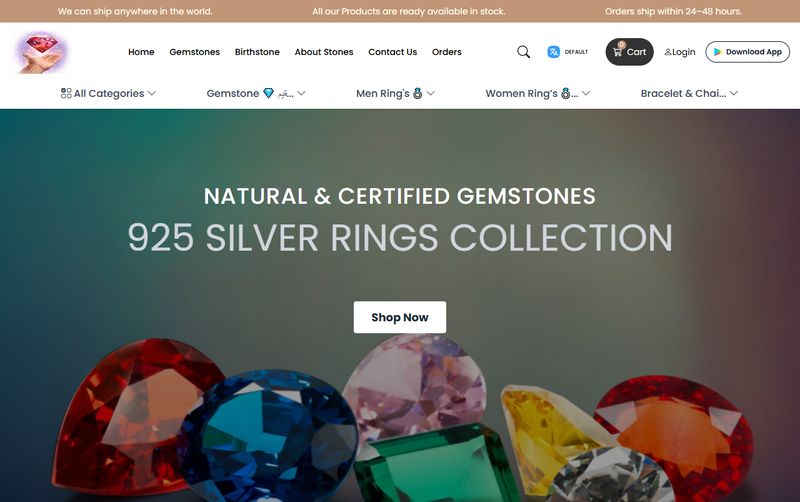 We can ship anywhere in the world. All our Products are ready available in stock. Orders ship within 24–48 hours.
Home Gemstones Birthstone About Stones Contact Us Orders DEFAULT 0 Cart Login Download App
All Categories Gemstone 💎 ... Men Ring's 💍 Women Ring's 💍... Bracelet & Chai...
NATURAL & CERTIFIED GEMSTONES
925 SILVER RINGS COLLECTION
Shop Now